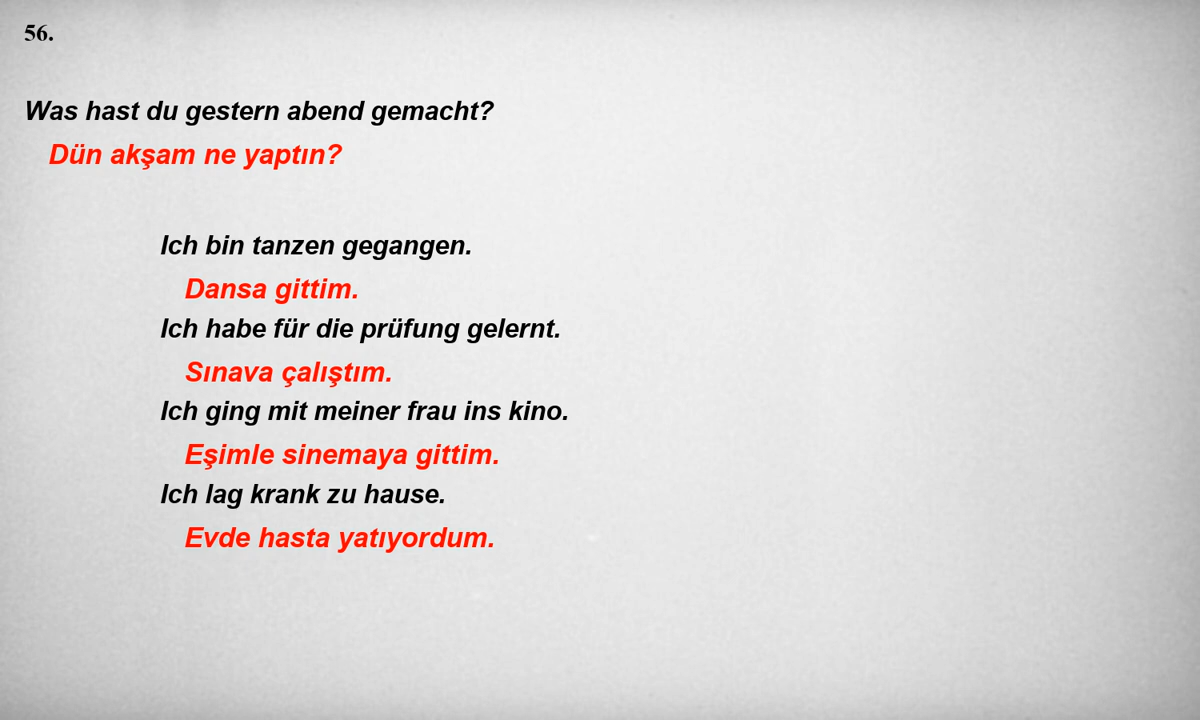 56.
Was hast du gestern abend gemacht?
Dün akşam ne yaptın?
Ich bin tanzen gegangen.
Dansa gittim.
Ich habe für die prüfung gelernt.
Sınava çalıştım.
Ich ging mit meiner frau ins kino.
Eşimle sinemaya gittim.
Ich lag krank zu hause.
Evde hasta yatıyordum.